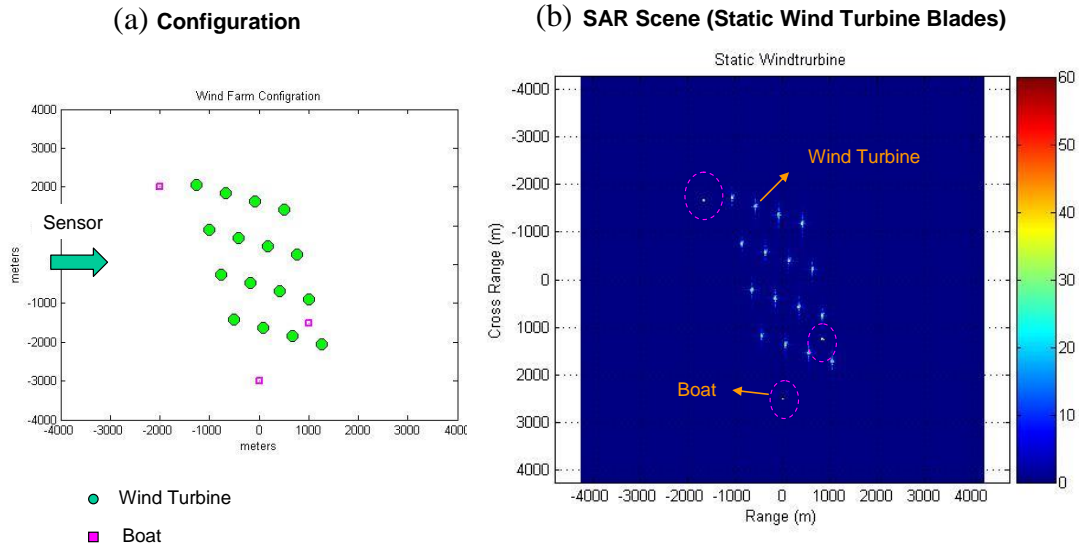 (a) Configuration
Wind Farm Configration
4000
3000
2000
1000
0
-1000
-2000
-3000
-4000
meters
-4000 -3000 -2000 -1000 0 1000 2000 3000 4000
meters
Sensor
Wind Turbine
Boat
(b) SAR Scene (Static Wind Turbine Blades)
Static Windtrurbine
-4000
-3000
-2000
-1000
0
1000
2000
3000
4000
Cross Range (m)
Wind Turbine
Boat
-4000 -3000 -2000 -1000 0 1000 2000 3000 4000
Range (m)
60
50
40
30
20
10
0